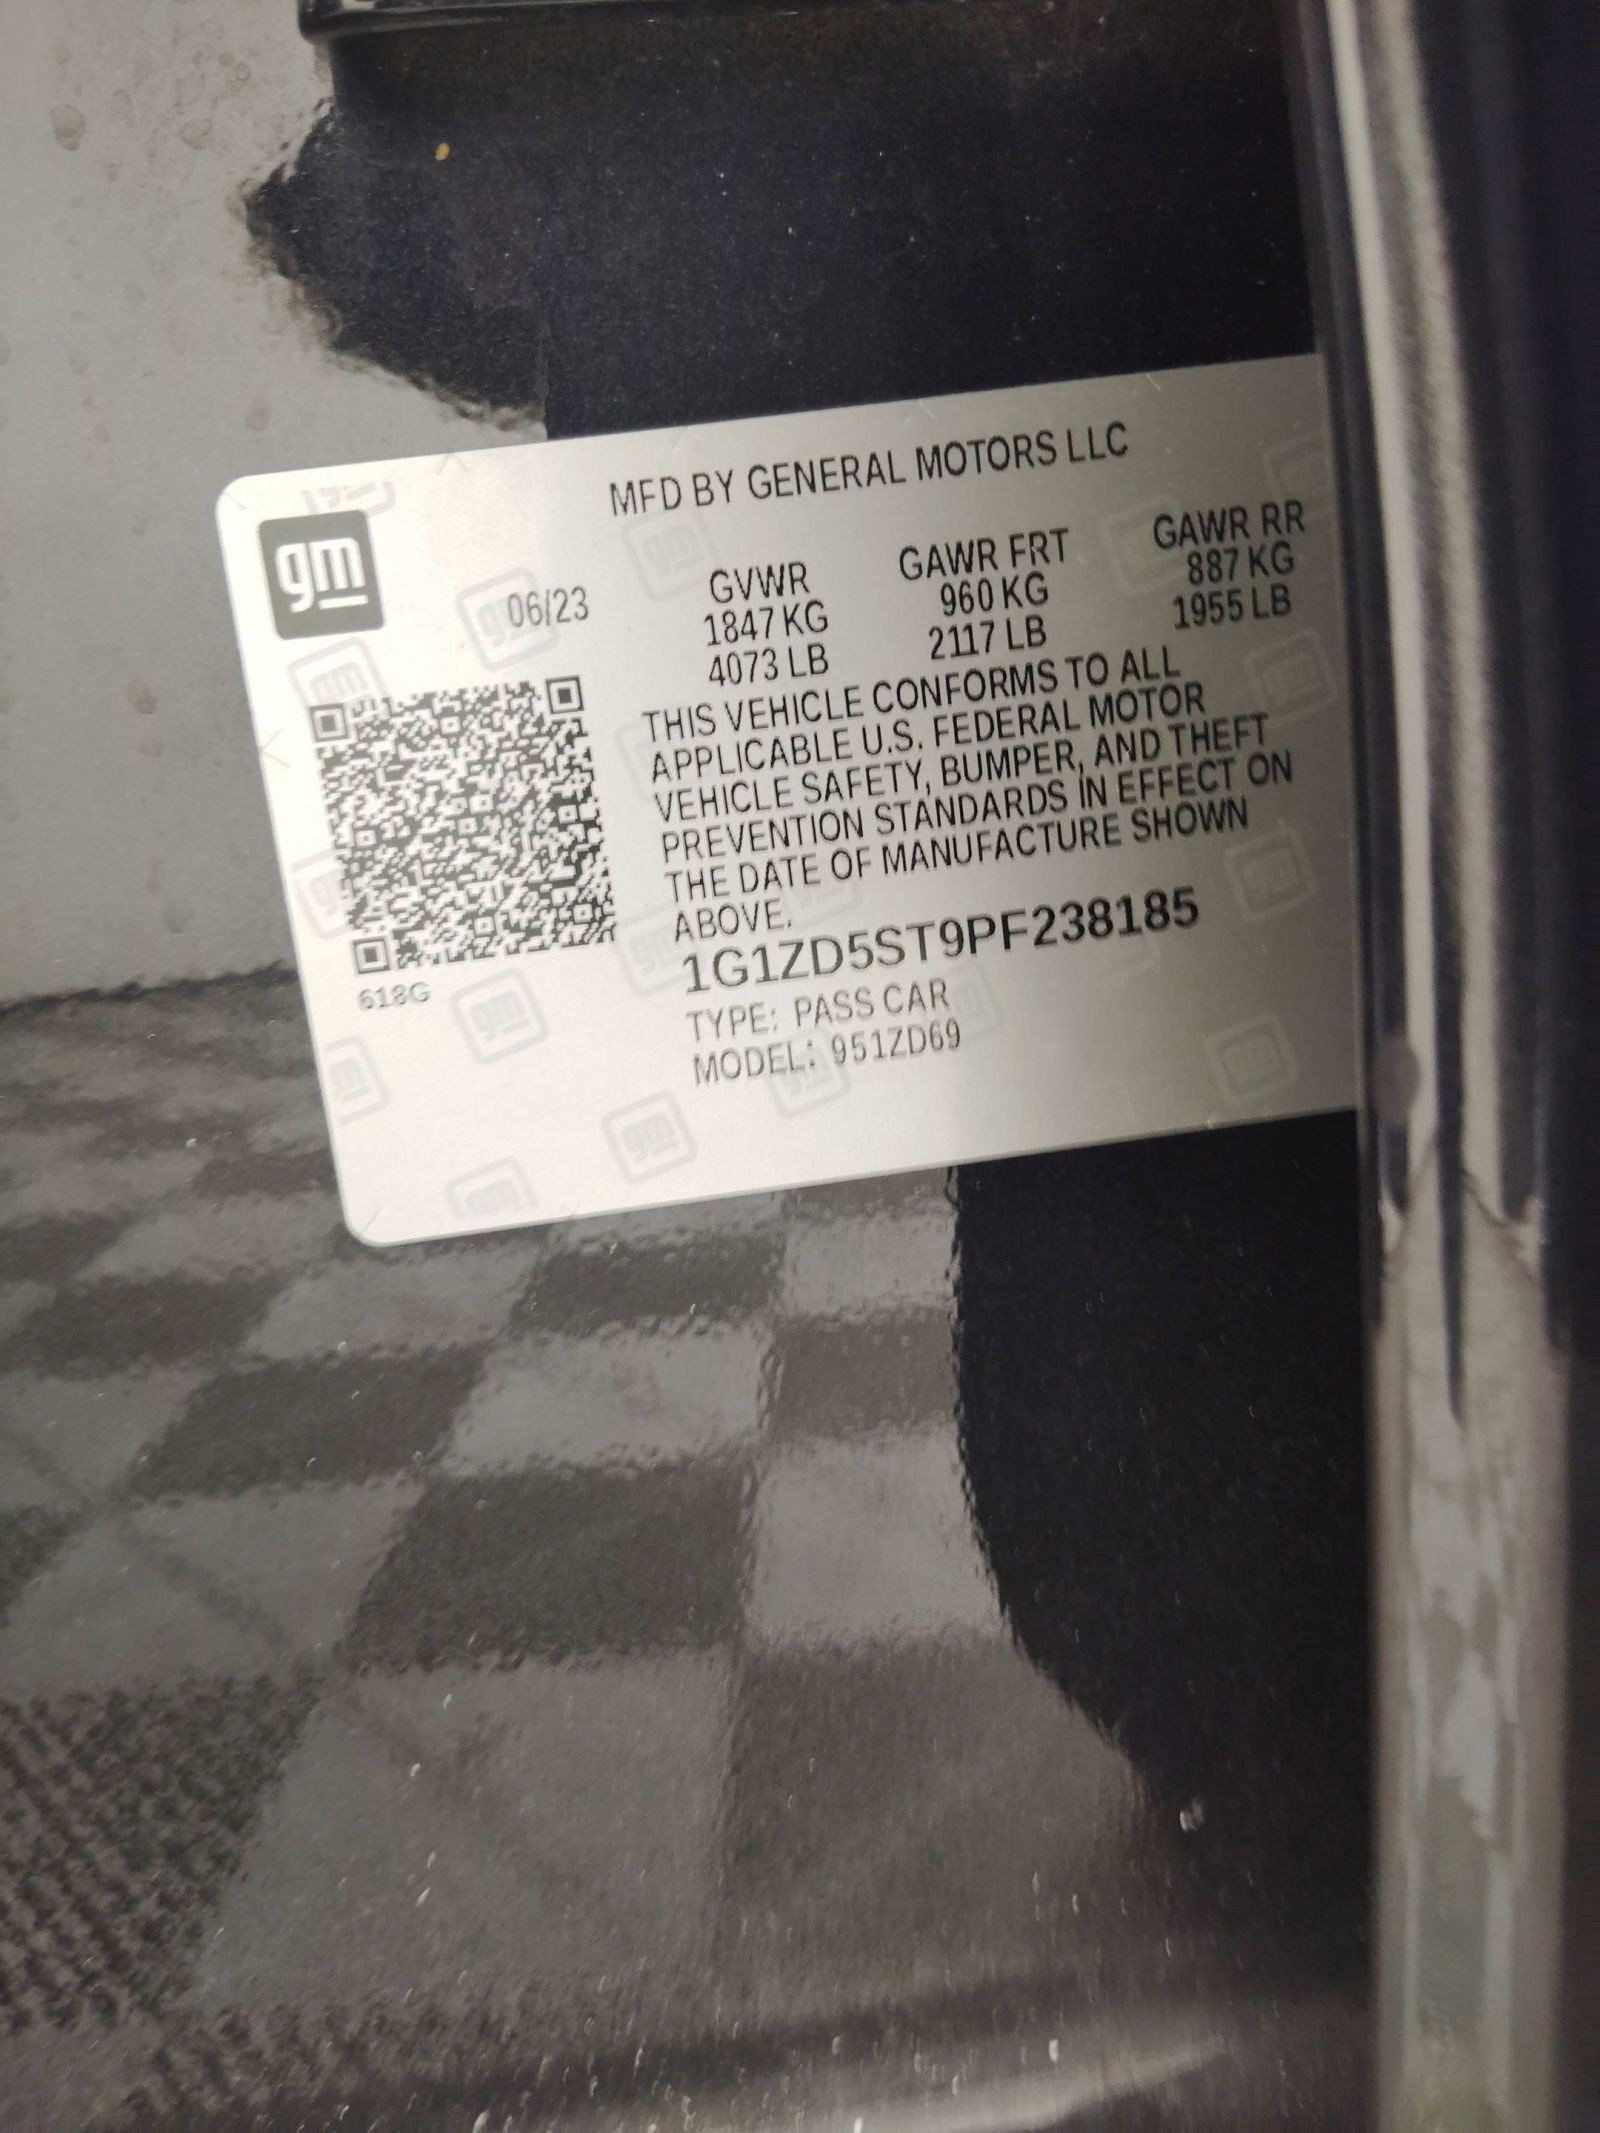 MFD BY GENERAL MOTORS LLC
gm
06/23
GVWR GAWR FRT GAWR RR
1847 KG 960 KG 887 KG
4073 LB 2117 LB 1955 LB
THIS VEHICLE CONFORMS TO ALL
APPLICABLE U.S. FEDERAL MOTOR
VEHICLE SAFETY, BUMPER, AND THEFT
PREVENTION STANDARDS IN EFFECT ON
THE DATE OF MANUFACTURE SHOWN
ABOVE.
1G1ZD5ST9PF238185
TYPE: PASS CAR
MODEL: 951ZD69
618G